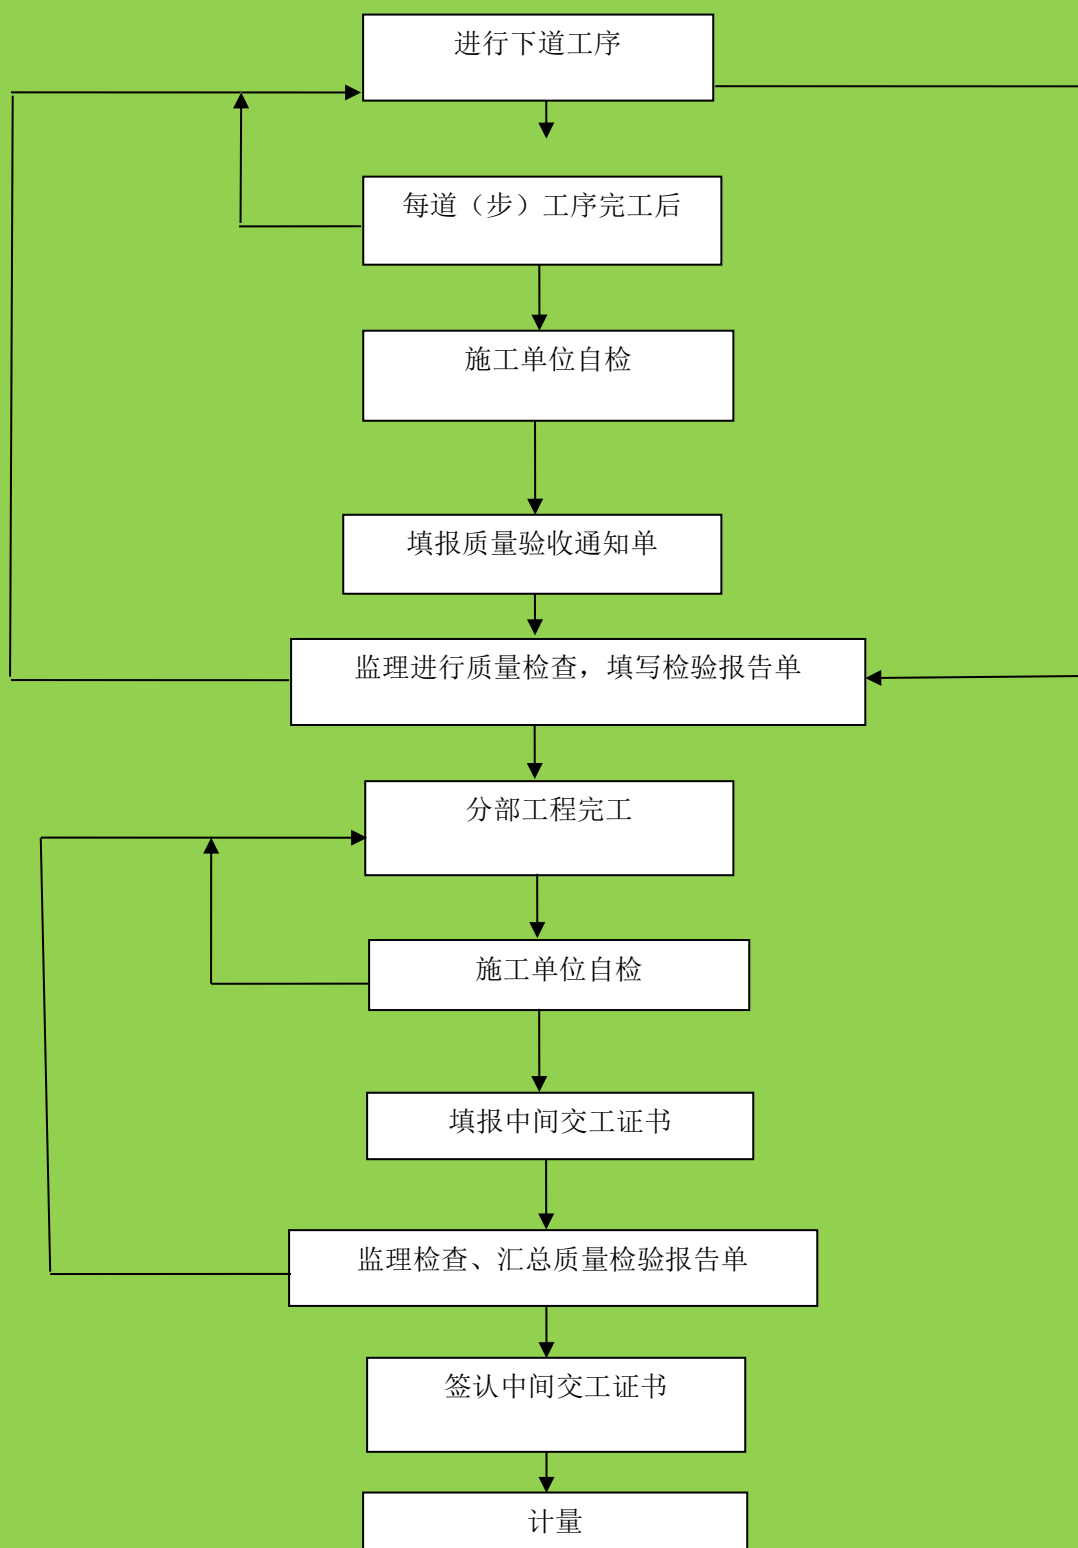 进行下道工序
每道（步）工序完工后
施工单位自检
填报质量验收通知单
监理进行质量检查，填写检验报告单
分部工程完工
施工单位自检
填报中间交工证书
监理检查、汇总质量检验报告单
签认中间交工证书
计量